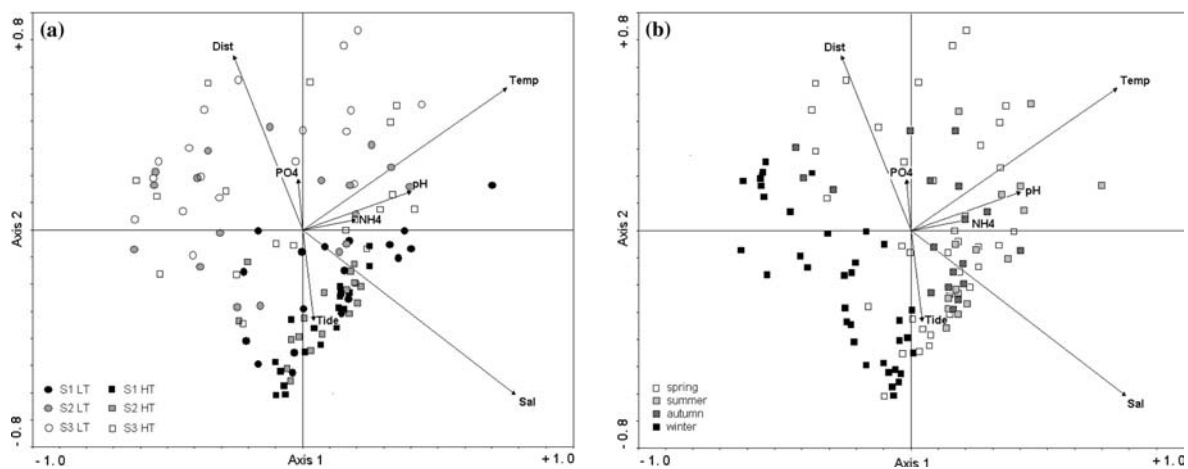 (a)
+0.8
Dist
Temp
PO4
pH
NH4
Axis 2
Tide
Sal
S1 LT S1 HT
S2 LT S2 HT
S3 LT S3 HT
-0.8
-1.0 Axis 1 +1.0
(b)
+0.8
Dist
Temp
PO4
pH
NH4
Axis 2
Tide
Sal
spring
summer
autumn
winter
-0.8
-1.0 Axis 1 +1.0